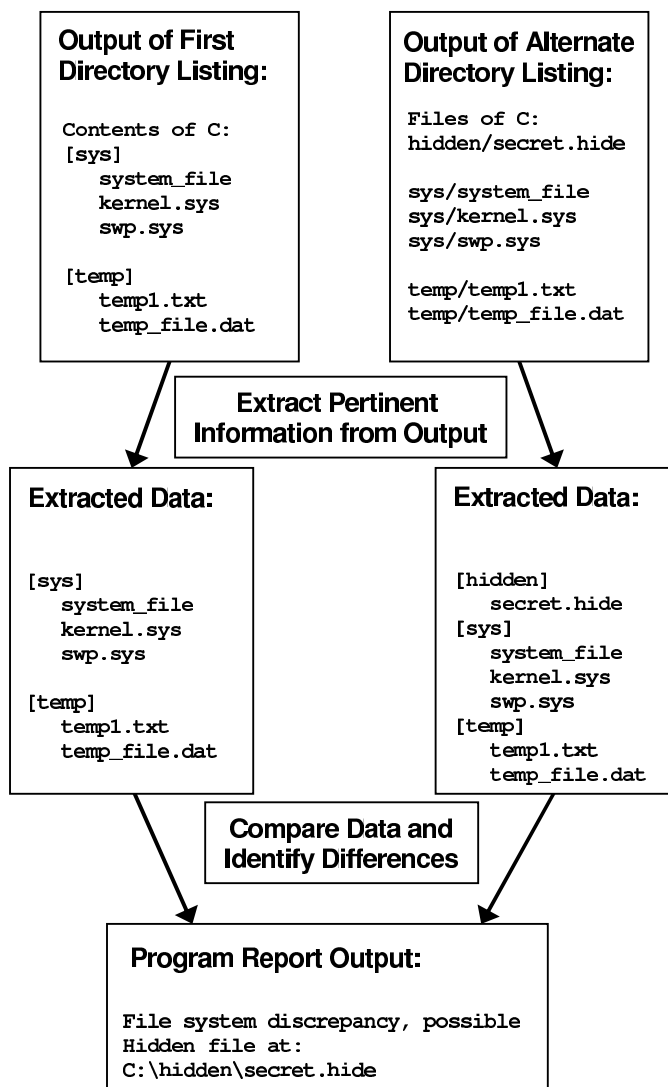 Output of First
Directory Listing:
Contents of C:
[sys]
system_file
kernel.sys
swp.sys
[temp]
temp1.txt
temp_file.dat
Output of Alternate
Directory Listing:
Files of C:
hidden/secret.hide
sys/system_file
sys/kernel.sys
sys/swp.sys
temp/temp1.txt
temp/temp_file.dat
Extract Pertinent
Information from Output
Extracted Data:
[sys]
system_file
kernel.sys
swp.sys
[temp]
temp1.txt
temp_file.dat
Extracted Data:
[hidden]
secret.hide
[sys]
system_file
kernel.sys
swp.sys
[temp]
temp1.txt
temp_file.dat
Compare Data and
Identify Differences
Program Report Output:
File system discrepancy, possible
Hidden file at:
C:\hidden\secret.hide